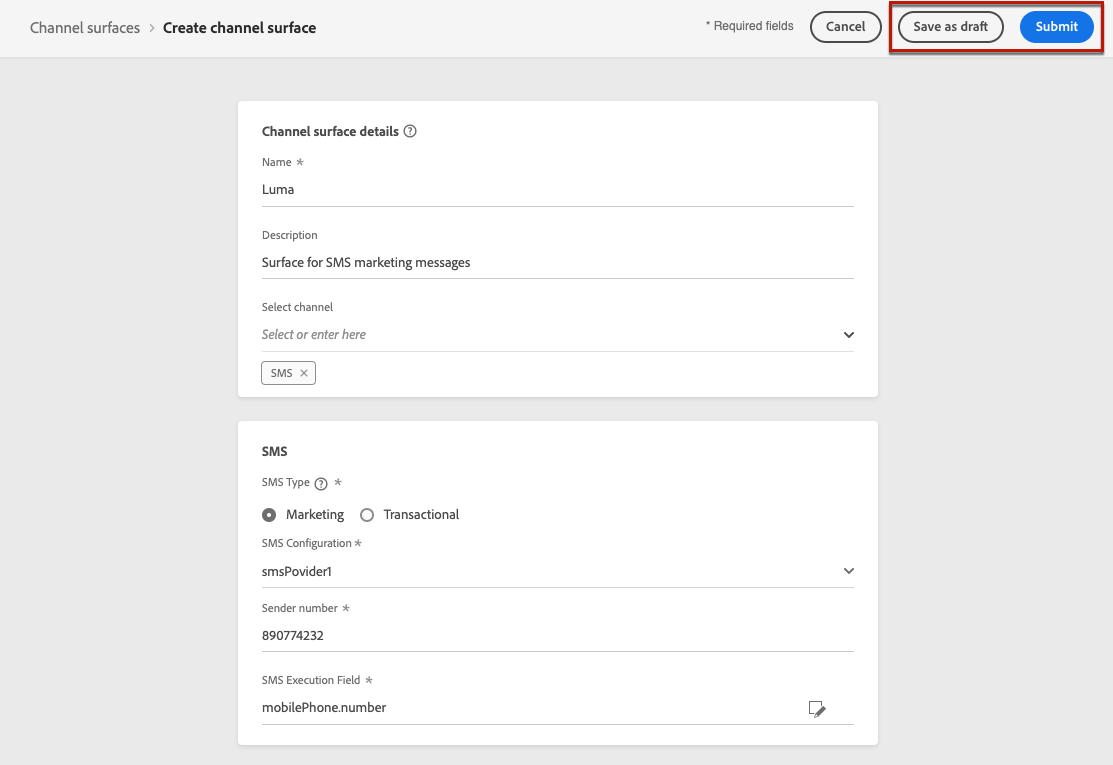 Channel surfaces > Create channel surface
* Required fields
Cancel
Save as draft
Submit
Channel surface details ?
Name *
Luma
Description
Surface for SMS marketing messages
Select channel
Select or enter here
SMS ×
SMS
SMS Type ? *
Marketing
Transactional
SMS Configuration *
smsPovider1
Sender number *
890774232
SMS Execution Field *
mobilePhone.number